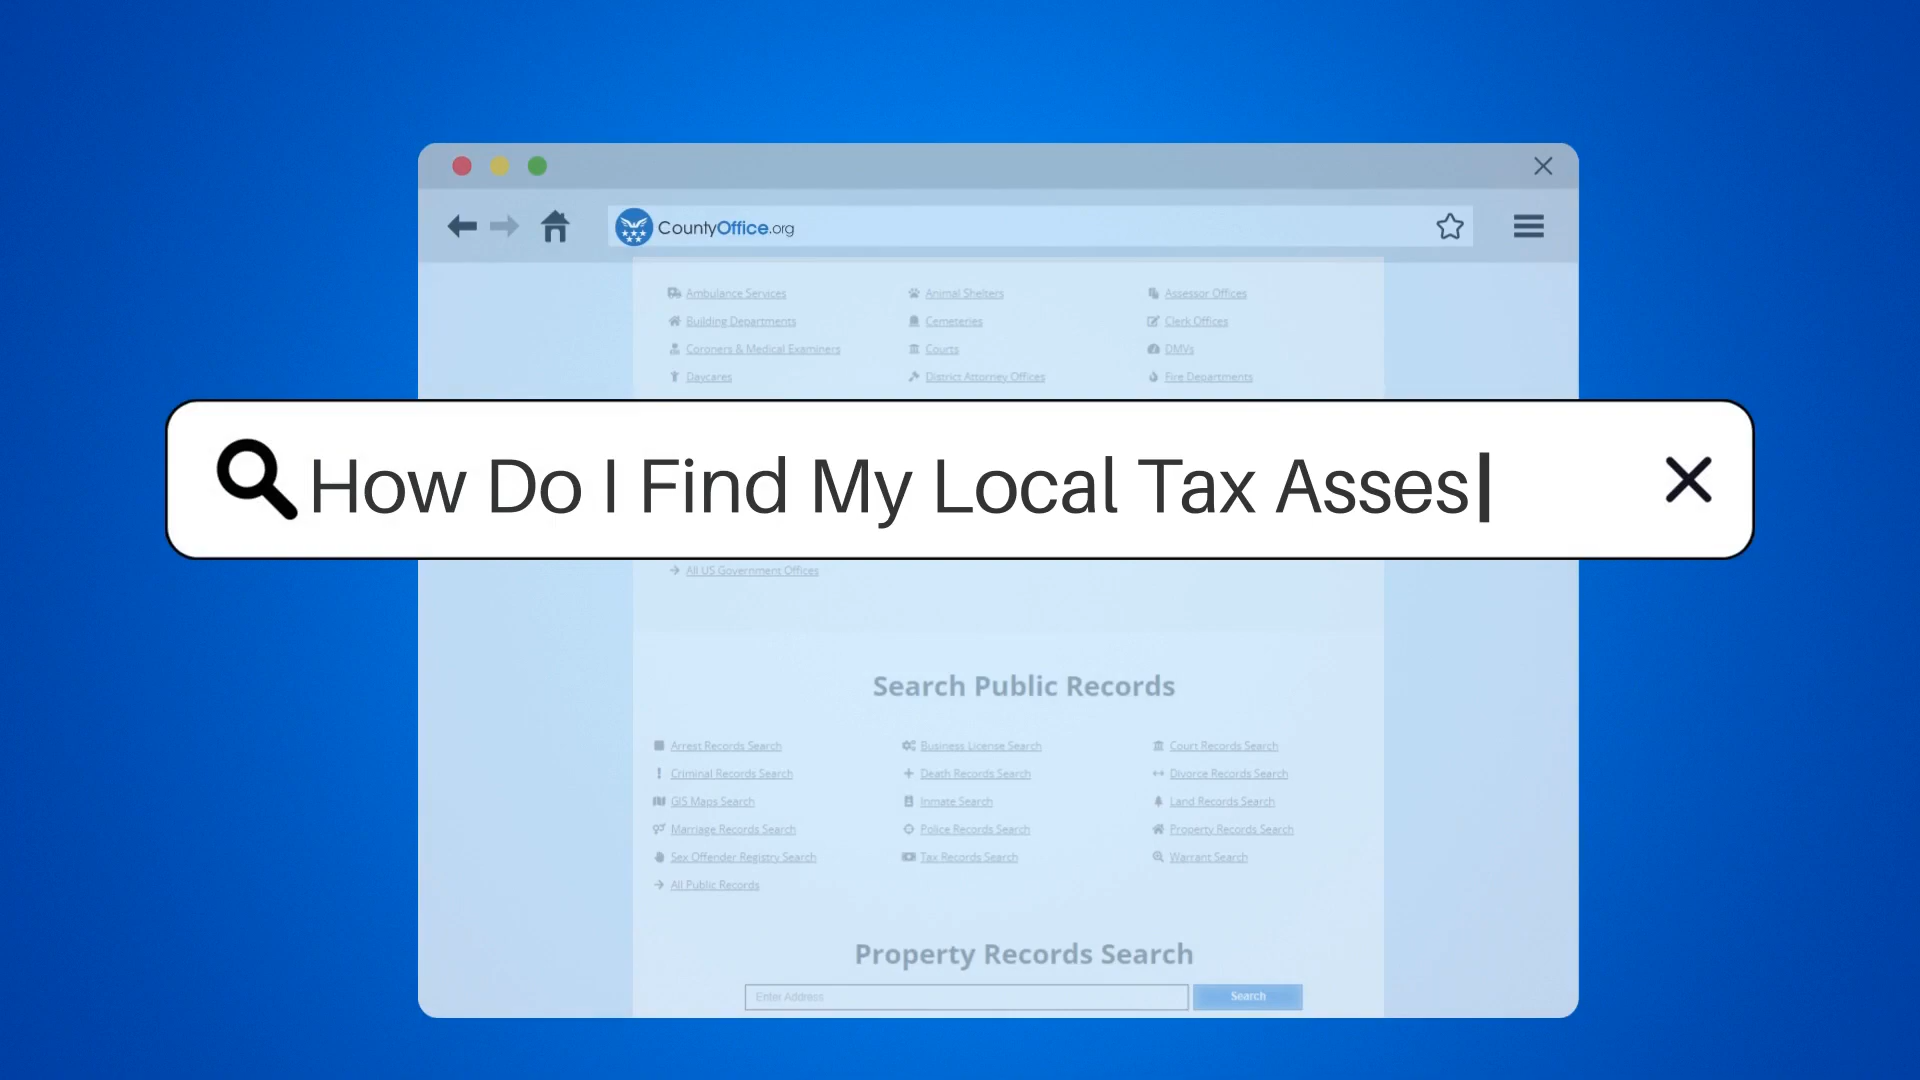 CountyOffice.org
Ambulance Services Animal Shelters Assessor Offices
Building Departments Cemeteries Clerk Offices
Coroners & Medical Examiners Courts DMVs
Daycares District Attorney Offices Fire Departments
How Do I Find My Local Tax Asses
All US Government Offices
Search Public Records
Arrest Records Search Business License Search Court Records Search
Criminal Records Search Death Records Search Divorce Records Search
GIS Maps Search Inmate Search Land Records Search
Marriage Records Search Police Records Search Property Records Search
Sex Offender Registry Search Tax Records Search Warrant Search
All Public Records
Property Records Search
Enter Address Search